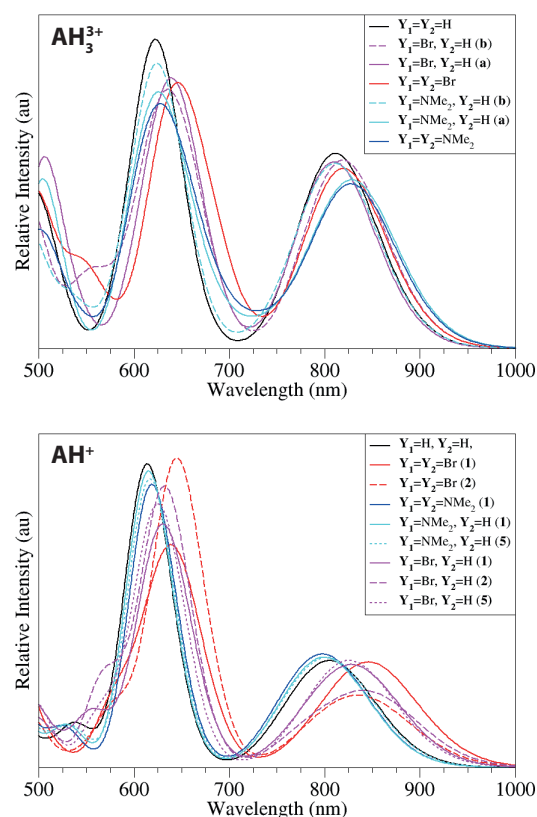 AH₃³⁺
Y₁=Y₂=H
Y₁=Br, Y₂=H (b)
Y₁=Br, Y₂=H (a)
Y₁=Y₂=Br
Y₁=NMe₂, Y₂=H (b)
Y₁=NMe₂, Y₂=H (a)
Y₁=Y₂=NMe₂
Relative Intensity (au)
500 600 700 800 900 1000
Wavelength (nm)
AH⁺
Y₁=H, Y₂=H,
Y₁=Y₂=Br (1)
Y₁=Y₂=Br (2)
Y₁=Y₂=NMe₂ (1)
Y₁=NMe₂, Y₂=H (1)
Y₁=NMe₂, Y₂=H (5)
Y₁=Br, Y₂=H (1)
Y₁=Br, Y₂=H (2)
Y₁=Br, Y₂=H (5)
Relative Intensity (au)
500 600 700 800 900 1000
Wavelength (nm)